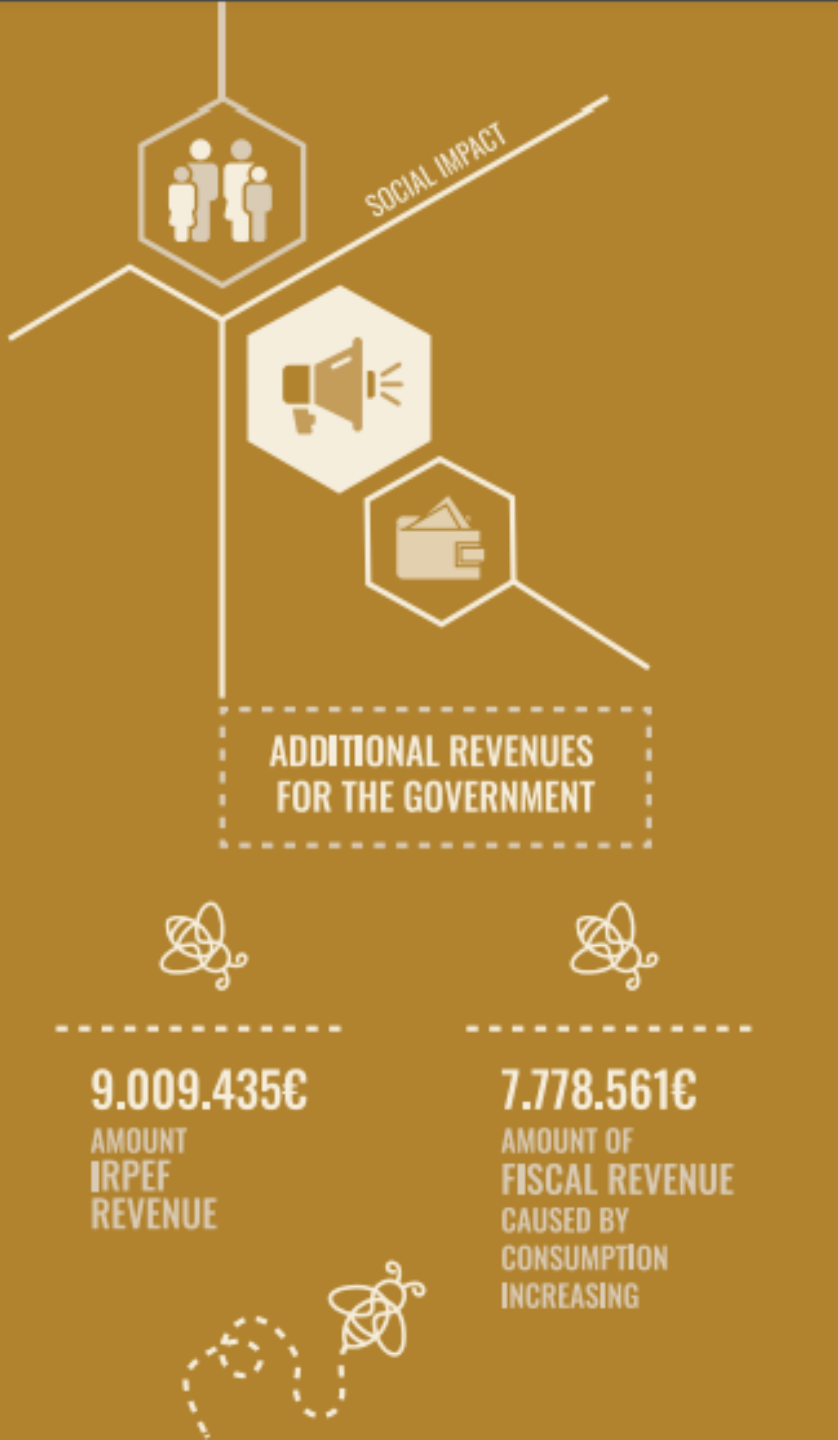 SOCIAL IMPACT
ADDITIONAL REVENUES
FOR THE GOVERNMENT
9.009.435€
AMOUNT
IRPEF
REVENUE
7.778.561€
AMOUNT OF
FISCAL REVENUE
CAUSED BY
CONSUMPTION
INCREASING